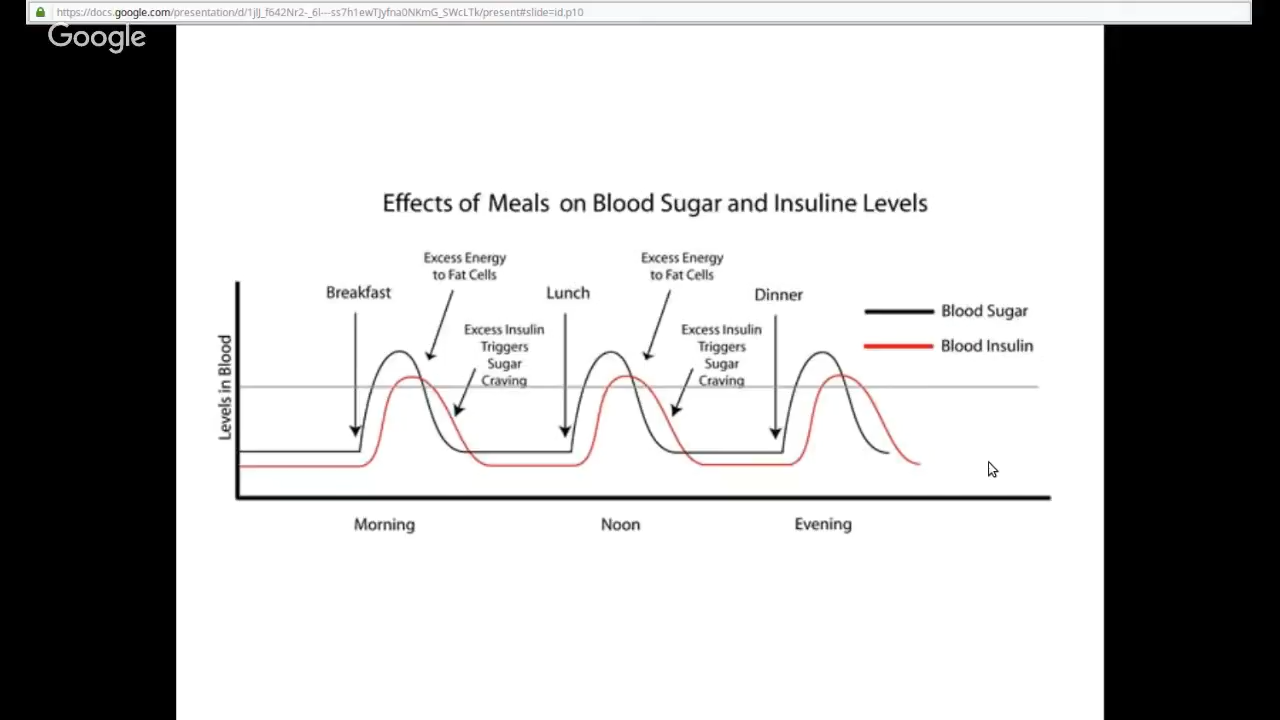 https://docs.google.com/presentation/d/1jlJ_f642Nr2-_6l---ss7h1ewTJyfna0NKmG_SWcLTk/present#slide=id.p10
Google
Effects of Meals on Blood Sugar and Insuline Levels
Excess Energy
to Fat Cells
Excess Energy
to Fat Cells
Breakfast
Lunch
Dinner
Blood Sugar
Blood Insulin
Excess Insulin
Triggers
Sugar
Craving
Excess Insulin
Triggers
Sugar
Craving
Levels in Blood
Morning
Noon
Evening